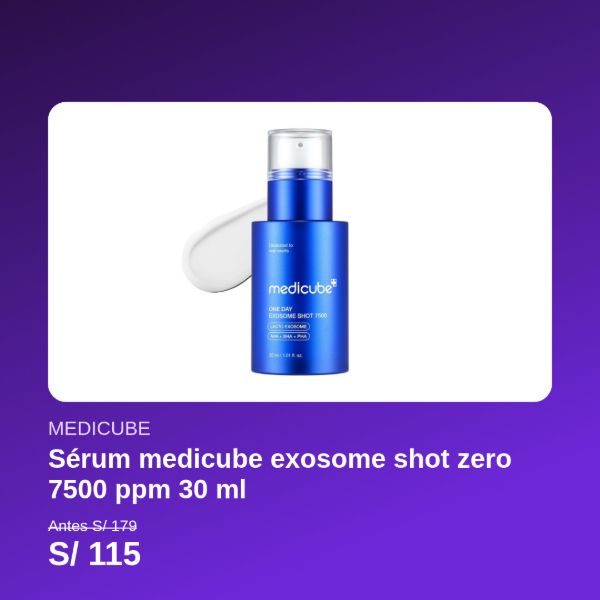 Dedicated to
real results
medicube
ONE DAY
EXOSOME SHOT 7500
LACTO EXOSOME
AHA + BHA + PHA
30 ml / 1.01 fl. oz.
MEDICUBE
Sérum medicube exosome shot zero
7500 ppm 30 ml
Antes S/ 179
S/ 115